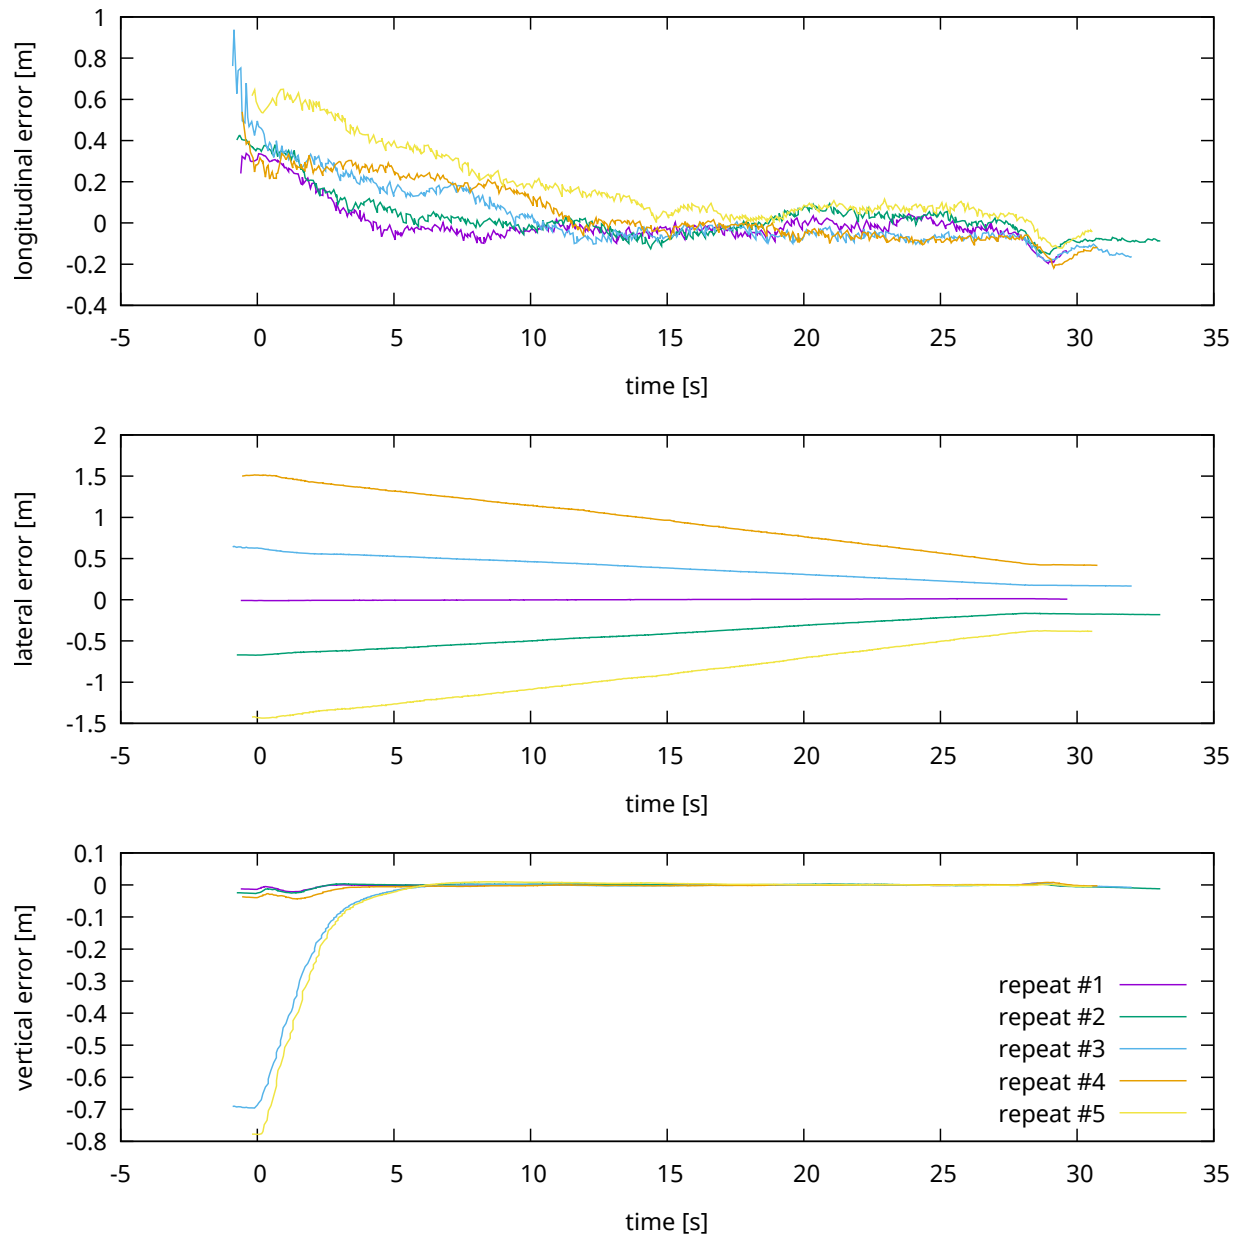 longitudinal error [m]
1
0.8
0.6
0.4
0.2
0
-0.2
-0.4
-5 0 5 10 15 20 25 30 35
time [s]
lateral error [m]
2
1.5
1
0.5
0
-0.5
-1
-1.5
-5 0 5 10 15 20 25 30 35
time [s]
vertical error [m]
0.1
0
-0.1
-0.2
-0.3
-0.4
-0.5
-0.6
-0.7
-0.8
repeat #1
repeat #2
repeat #3
repeat #4
repeat #5
-5 0 5 10 15 20 25 30 35
time [s]